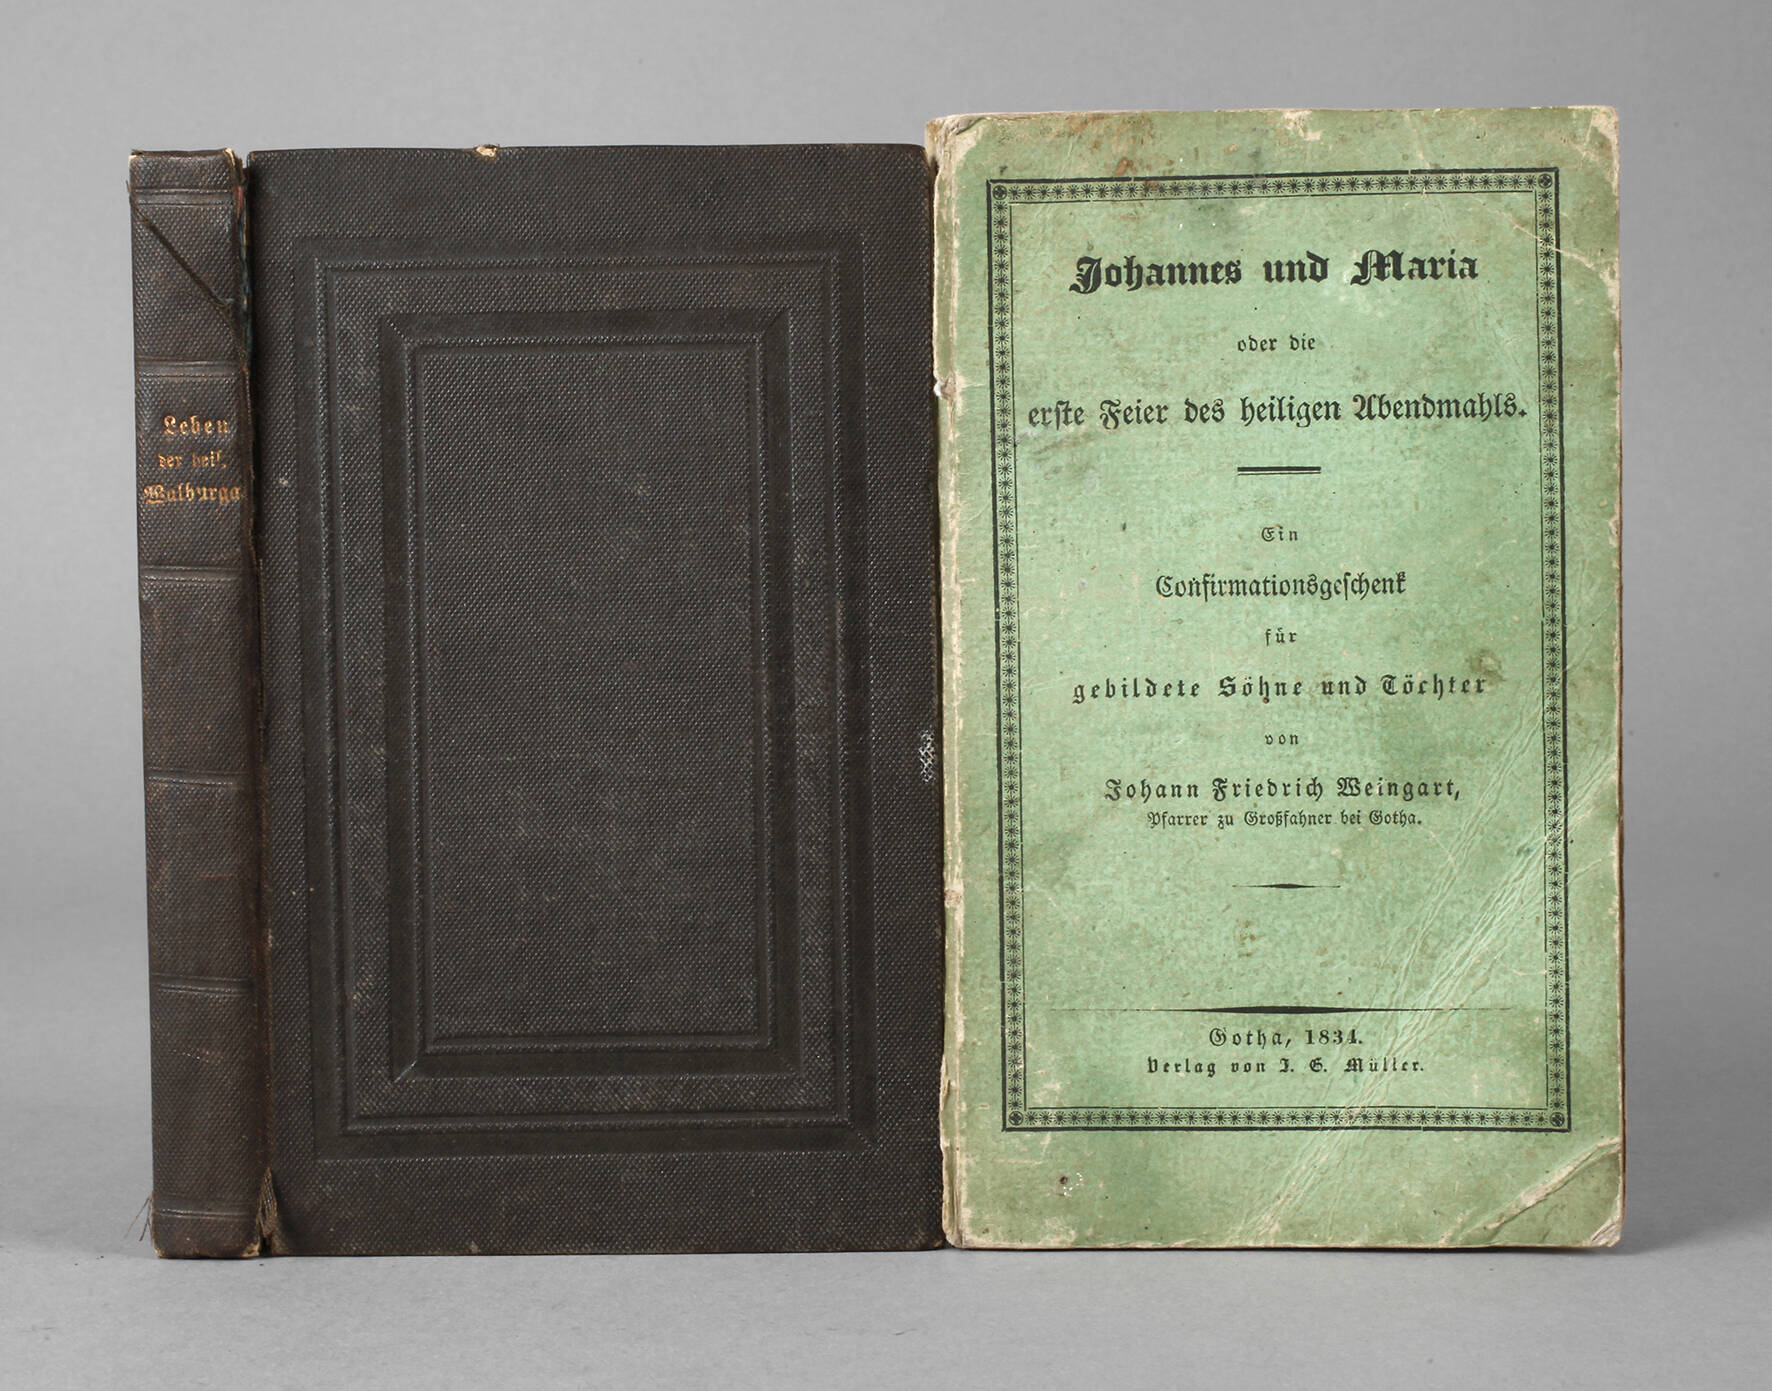 Leben
der heil.
Walburga
Johannes und Maria
oder die
erste Feier des heiligen Abendmahls.
Ein
Confirmationsgeschenk
für
gebildete Söhne und Töchter
von
Johann Friedrich Weingart,
Pfarrer zu Großfahner bei Gotha.
Gotha, 1834.
Verlag von J. G. Müller.